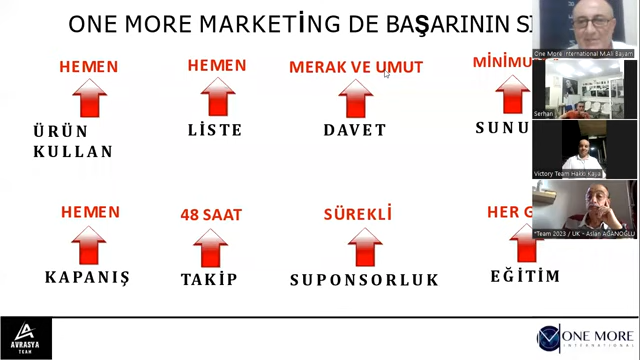 ONE MORE MARKETİNG DE BAŞARININ
HEMEN
HEMEN
MERAK VE UMUT
ÜRÜN
KULLAN
LİSTE
DAVET
HEMEN
48 SAAT
SÜREKLİ
HER
KAPANIŞ
TAKİP
SUPONSORLUK
EĞİTİM
One More International M.Ali Bayam
Serhan
Victory Team Hakkı Kaya
*Team 2023 / UK ~ Aslan AĞANOĞLU
AVRASYA
TEAM
ONE MORE
INTERNATIONAL